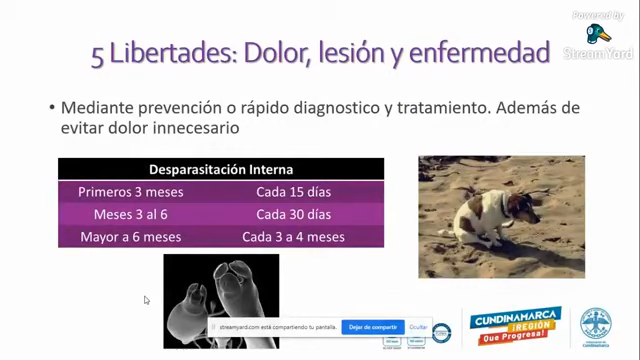 Powered by
StreamYard
5 Libertades: Dolor, lesión y enfermedad
• Mediante prevención o rápido diagnostico y tratamiento. Además de
evitar dolor innecesario
Desparasitación Interna
Primeros 3 meses Cada 15 días
Meses 3 al 6 Cada 30 días
Mayor a 6 meses Cada 3 a 4 meses
streamyard.com está compartiendo tu pantalla. Dejar de compartir Ocultar
CUNDINAMARCA
¡REGIÓN
Que Progresa!